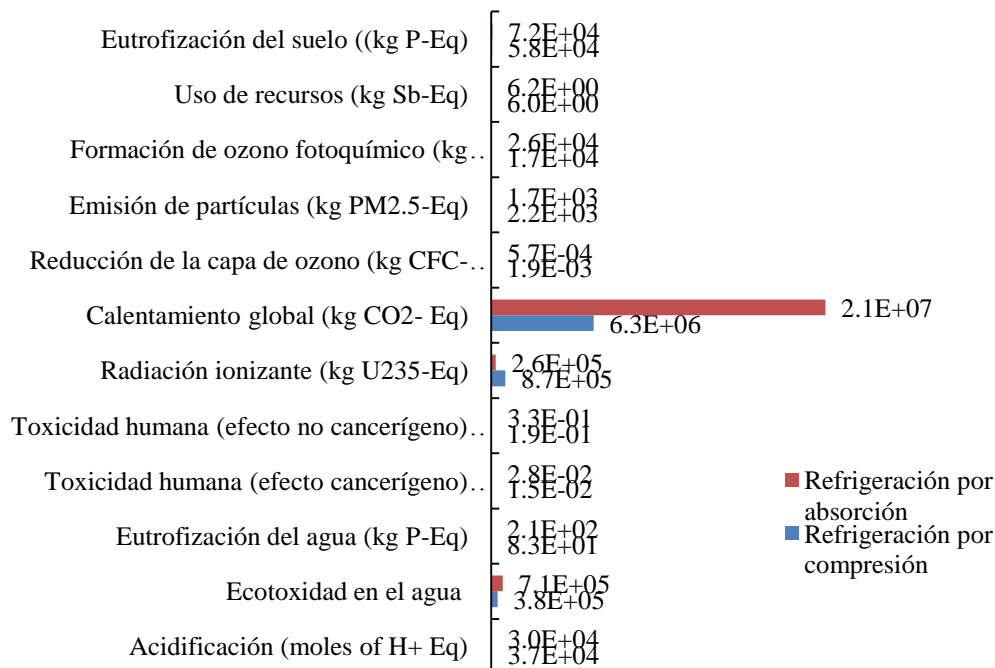 Eutrofización del suelo ((kg P-Eq)
7.2E+04
5.8E+04
Uso de recursos (kg Sb-Eq)
6.2E+00
6.0E+00
Formación de ozono fotoquímico (kg…
2.6E+04
1.7E+04
Emisión de partículas (kg PM2.5-Eq)
1.7E+03
2.2E+03
Reducción de la capa de ozono (kg CFC-…
5.7E-04
1.9E-03
Calentamiento global (kg CO2- Eq)
2.1E+07
6.3E+06
Radiación ionizante (kg U235-Eq)
2.6E+05
8.7E+05
Toxicidad humana (efecto no cancerígeno)…
3.3E-01
1.9E-01
Toxicidad humana (efecto cancerígeno)…
2.8E-02
1.5E-02
Eutrofización del agua (kg P-Eq)
2.1E+02
8.3E+01
Ecotoxidad en el agua
7.1E+05
3.8E+05
Acidificación (moles of H+ Eq)
3.0E+04
3.7E+04
Refrigeración por
absorción
Refrigeración por
compresión